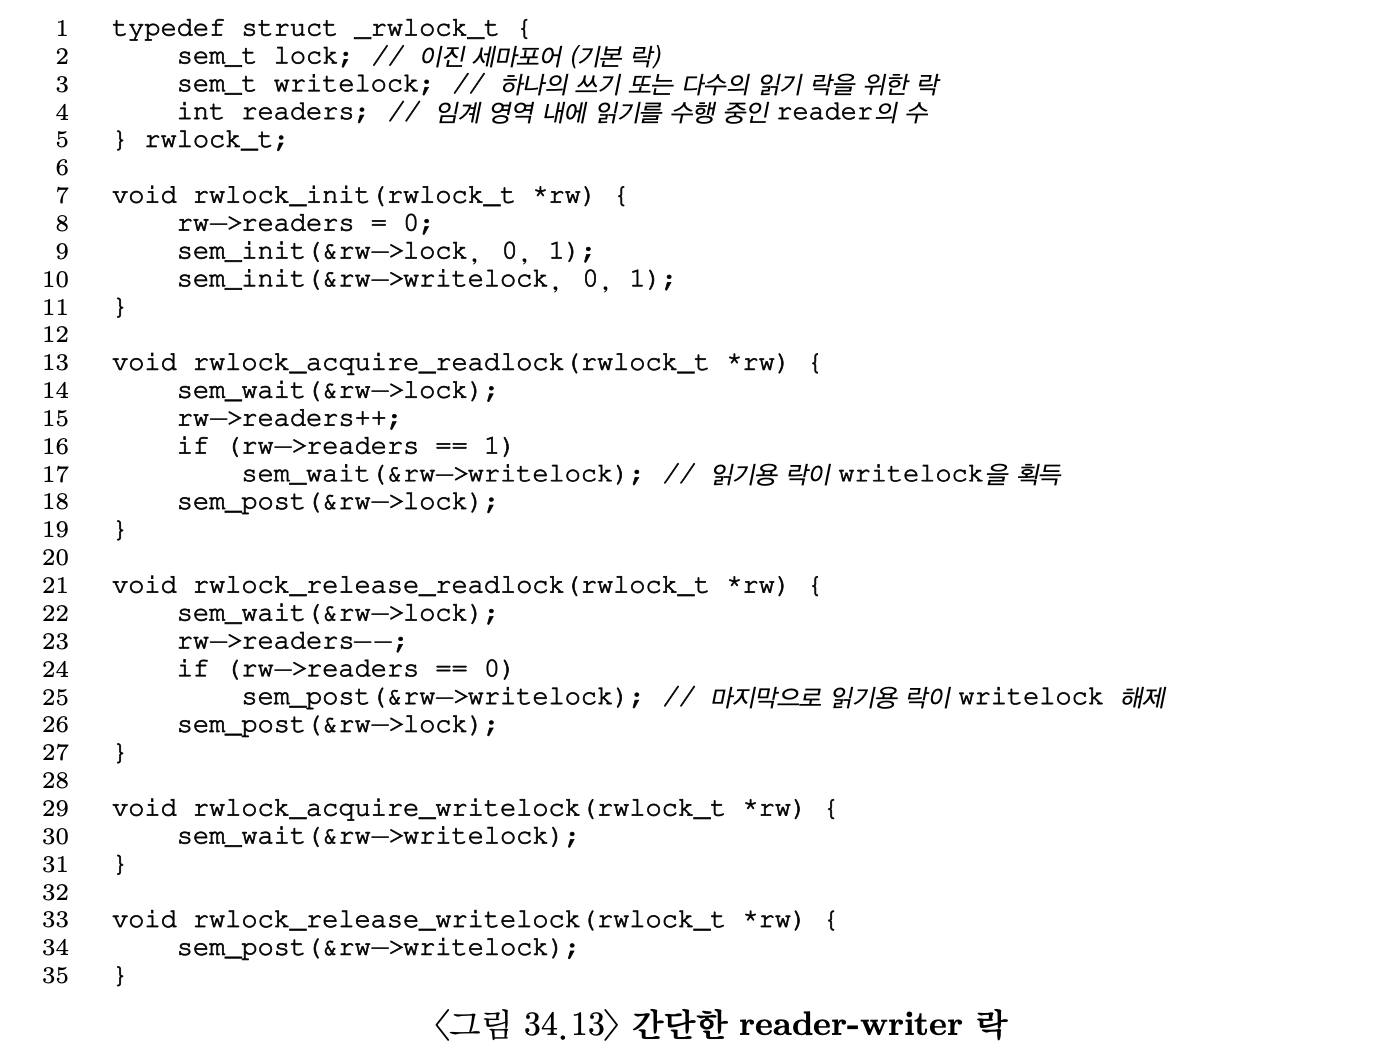 1 typedef struct _rwlock_t {
2 sem_t lock; // 이진 세마포어 (기본 락)
3 sem_t writelock; // 하나의 쓰기 또는 다수의 읽기 락을 위한 락
4 int readers; // 임계 영역 내에 읽기를 수행 중인 reader의 수
5 } rwlock_t;
6
7 void rwlock_init(rwlock_t *rw) {
8 rw—>readers = 0;
9 sem_init(&rw—>lock, 0, 1);
10 sem_init(&rw—>writelock, 0, 1);
11 }
12
13 void rwlock_acquire_readlock(rwlock_t *rw) {
14 sem_wait(&rw—>lock);
15 rw—>readers++;
16 if (rw—>readers == 1)
17 sem_wait(&rw—>writelock); // 읽기용 락이 writelock을 획득
18 sem_post(&rw—>lock);
19 }
20
21 void rwlock_release_readlock(rwlock_t *rw) {
22 sem_wait(&rw—>lock);
23 rw—>readers——;
24 if (rw—>readers == 0)
25 sem_post(&rw—>writelock); // 마지막으로 읽기용 락이 writelock 해제
26 sem_post(&rw—>lock);
27 }
28
29 void rwlock_acquire_writelock(rwlock_t *rw) {
30 sem_wait(&rw—>writelock);
31 }
32
33 void rwlock_release_writelock(rwlock_t *rw) {
34 sem_post(&rw—>writelock);
35 }
〈그림 34.13〉 간단한 reader-writer 락